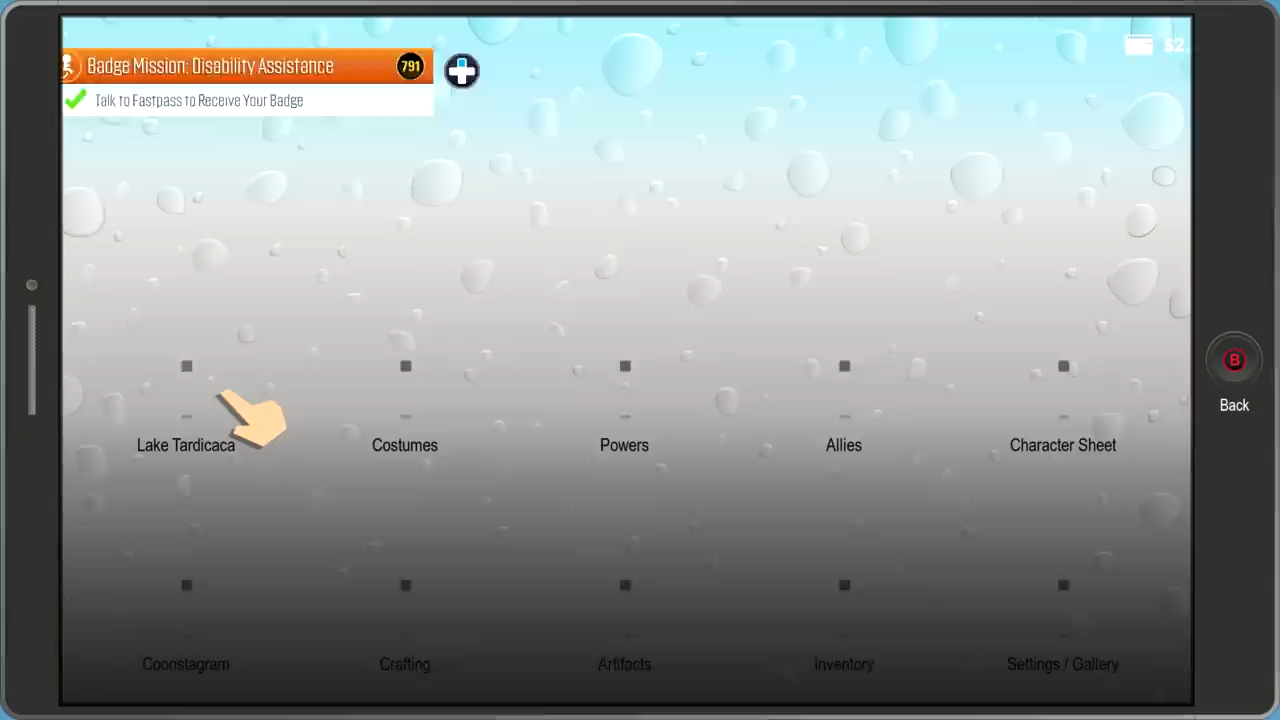 Badge Mission: Disability Assistance 791
Talk to Fastpass to Receive Your Badge
$2
B
Back
Lake Tardicaca Costumes Powers Allies Character Sheet
Coonstagram Crafting Artifacts Inventory Settings / Gallery